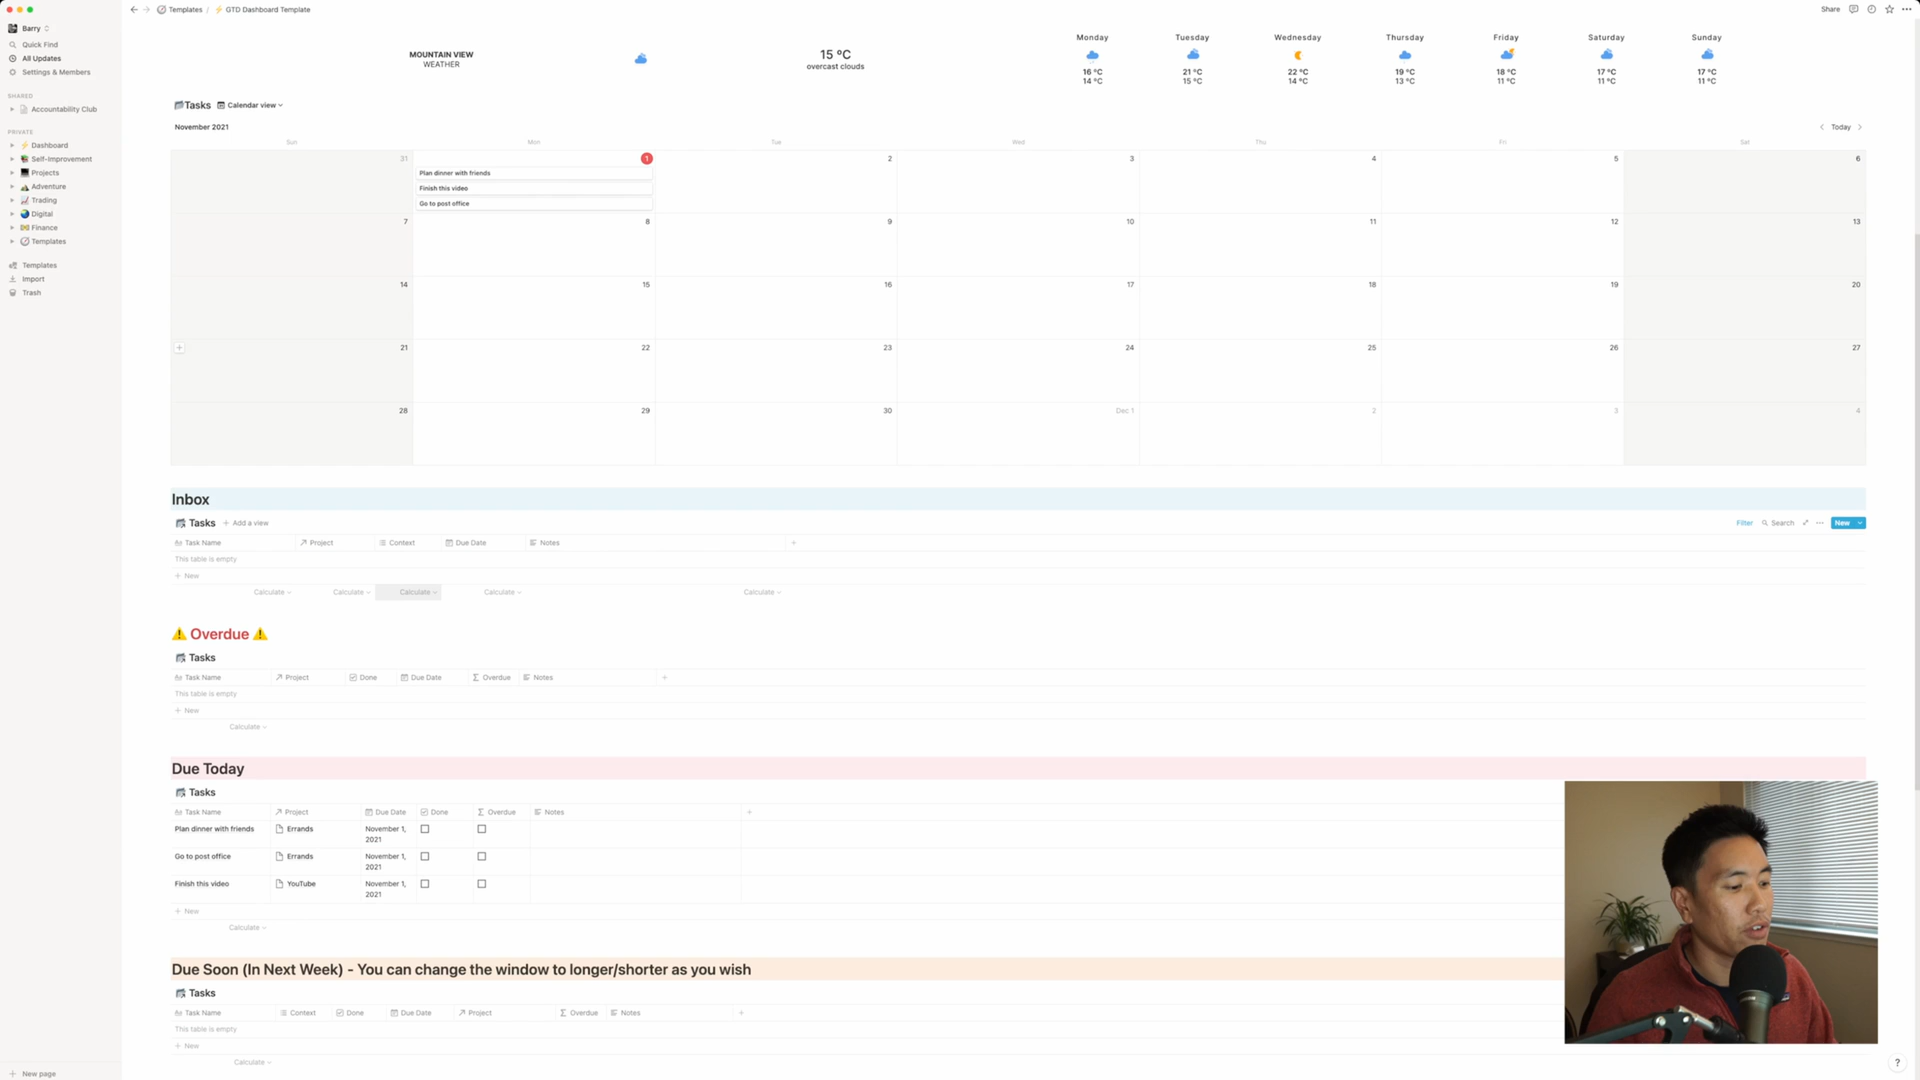 Templates / ⚡ GTD Dashboard Template
Share
Barry
Quick Find
All Updates
Settings & Members
SHARED
Accountability Club
PRIVATE
Dashboard
Self-Improvement
Projects
Adventure
Trading
Digital
Finance
Templates
Templates
Import
Trash
New page
MOUNTAIN VIEW
WEATHER
15 °C
overcast clouds
Monday Tuesday Wednesday Thursday Friday Saturday Sunday
16 °C 21 °C 22 °C 19 °C 18 °C 17 °C 17 °C
14 °C 15 °C 14 °C 13 °C 11 °C 11 °C 11 °C
Tasks Calendar view
November 2021 Today
Sun Mon Tue Wed Thu Fri Sat
31 1 2 3 4 5 6
Plan dinner with friends
Finish this video
Go to post office
7 8 9 10 11 12 13
14 15 16 17 18 19 20
21 22 23 24 25 26 27
28 29 30 Dec 1 2 3 4
Inbox
Tasks + Add a view Filter Search ••• New
Task Name Project Context Due Date Notes +
This table is empty
+ New
Calculate Calculate Calculate Calculate Calculate
⚠️ Overdue ⚠️
Tasks
Task Name Project Done Due Date Σ Overdue Notes +
This table is empty
+ New
Calculate
Due Today
Tasks
Task Name Project Due Date Done Σ Overdue Notes +
Plan dinner with friends Errands November 1,
2021
Go to post office Errands November 1,
2021
Finish this video YouTube November 1,
2021
+ New
Calculate
Due Soon (In Next Week) - You can change the window to longer/shorter as you wish
Tasks
Task Name Context Done Due Date Project Σ Overdue Notes +
This table is empty
+ New
Calculate
?